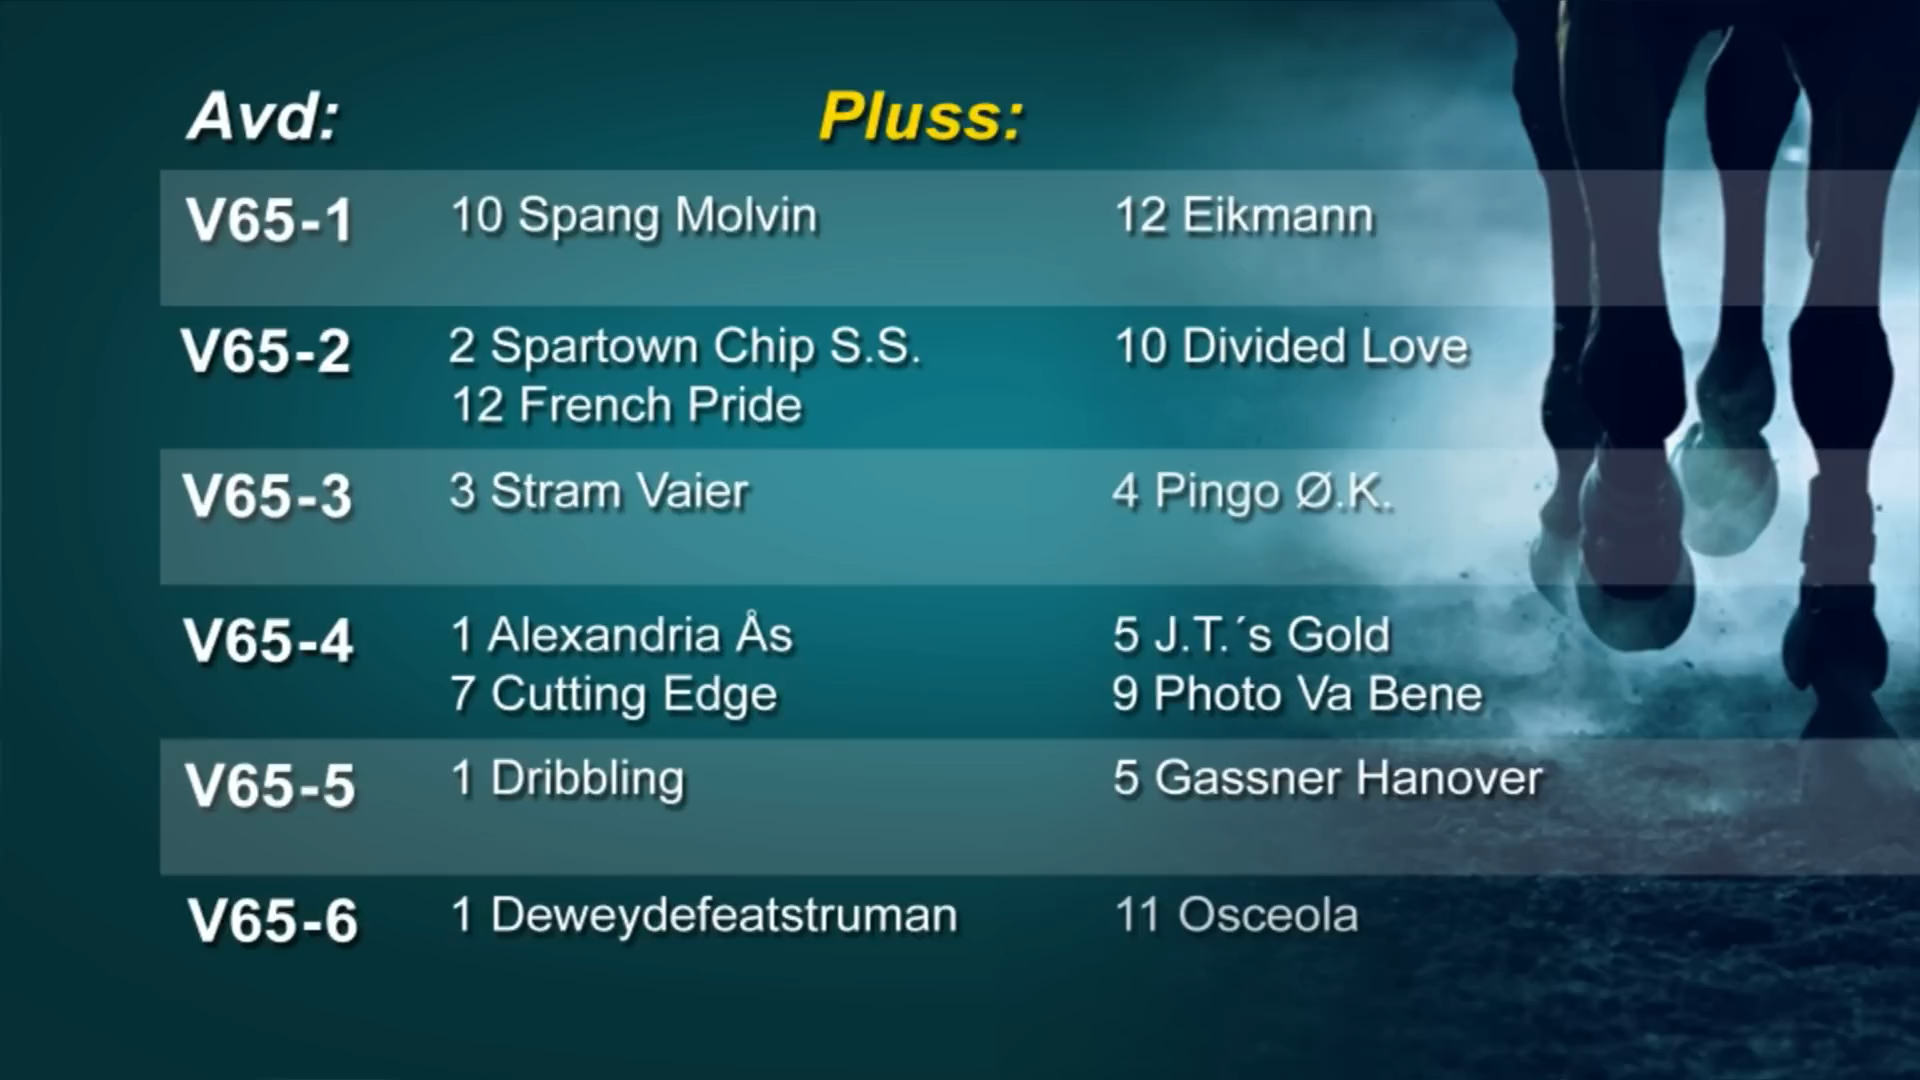 Avd: Pluss:
V65-1 10 Spang Molvin 12 Eikmann
V65-2 2 Spartown Chip S.S. 10 Divided Love
12 French Pride
V65-3 3 Stram Vaier 4 Pingo Ø.K.
V65-4 1 Alexandria Ås 5 J.T.´s Gold
7 Cutting Edge 9 Photo Va Bene
V65-5 1 Dribbling 5 Gassner Hanover
V65-6 1 Deweydefeatstruman 11 Osceola